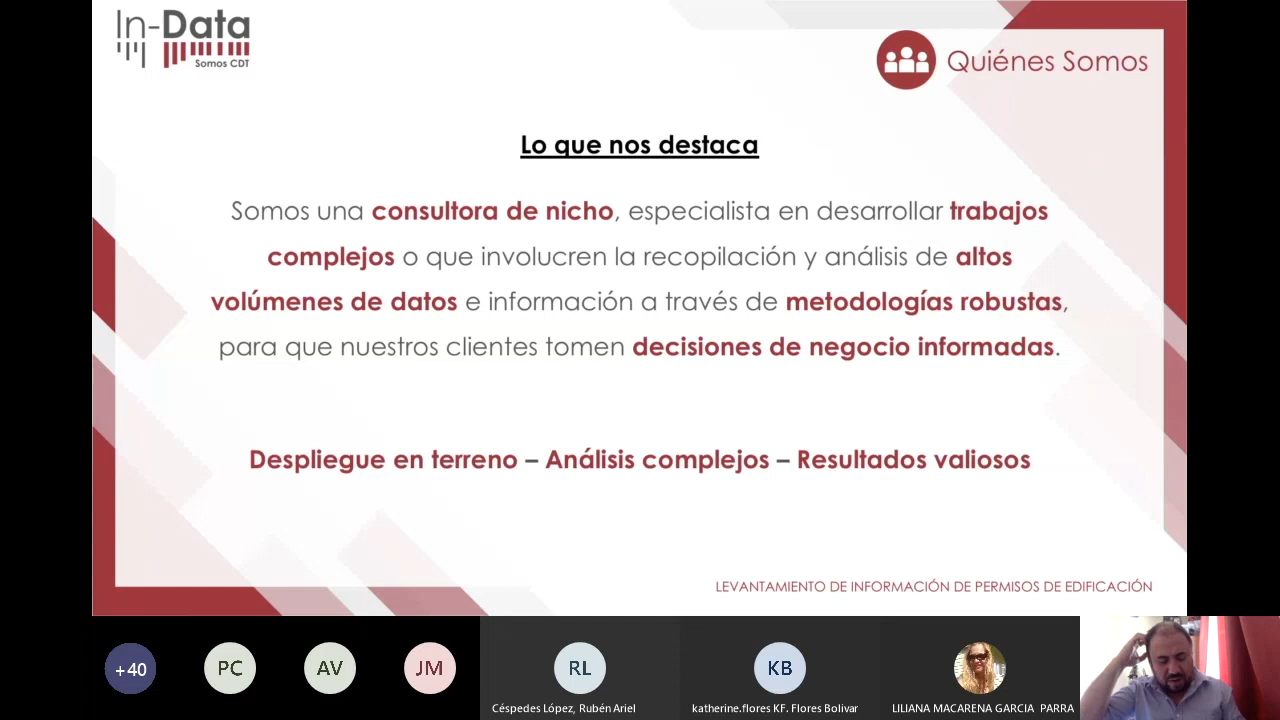 In-Data
Somos CDT
Quiénes Somos
Lo que nos destaca
Somos una consultora de nicho, especialista en desarrollar trabajos
complejos o que involucren la recopilación y análisis de altos
volúmenes de datos e información a través de metodologías robustas,
para que nuestros clientes tomen decisiones de negocio informadas.
Despliegue en terreno – Análisis complejos – Resultados valiosos
LEVANTAMIENTO DE INFORMACIÓN DE PERMISOS DE EDIFICACIÓN
+40
PC
AV
JM
RL
KB
Céspedes López, Rubén Ariel
katherine.flores KF. Flores Bolivar
LILIANA MACARENA GARCIA PARRA